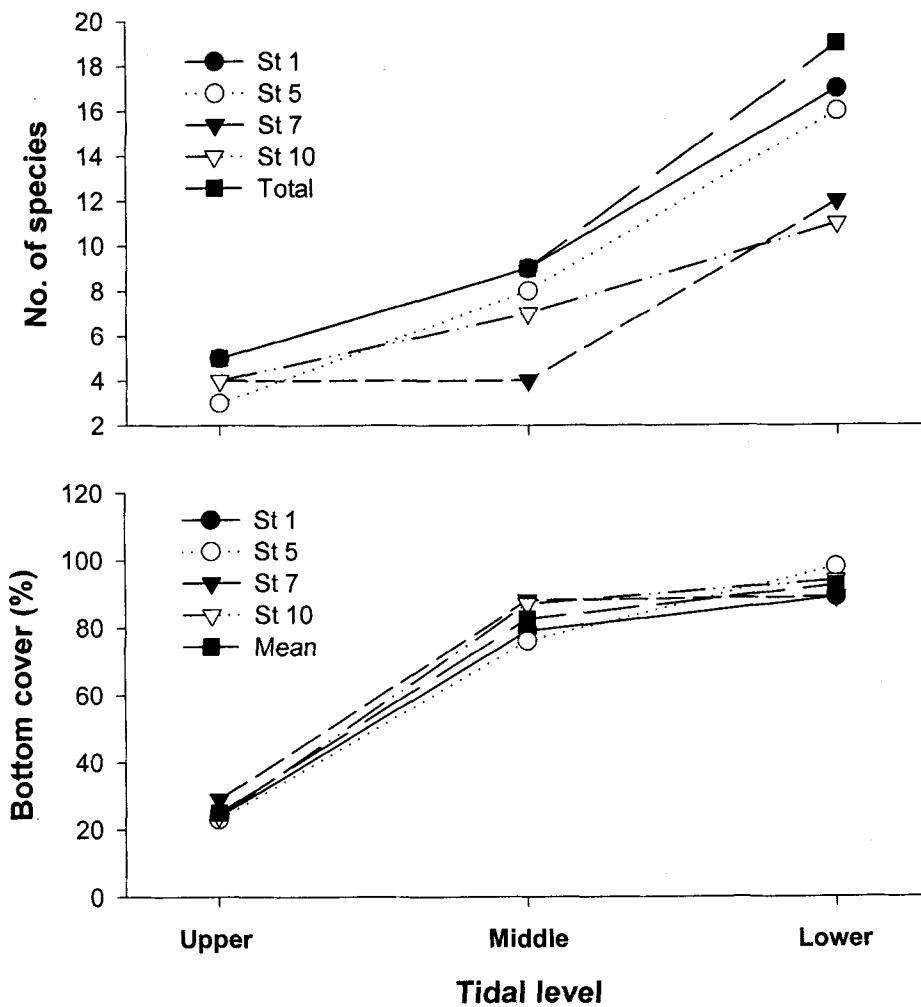 No. of species
20
18
16
14
12
10
8
6
4
2
St 1
St 5
St 7
St 10
Total
Bottom cover (%)
120
100
80
60
40
20
0
St 1
St 5
St 7
St 10
Mean
Upper
Middle
Lower
Tidal level